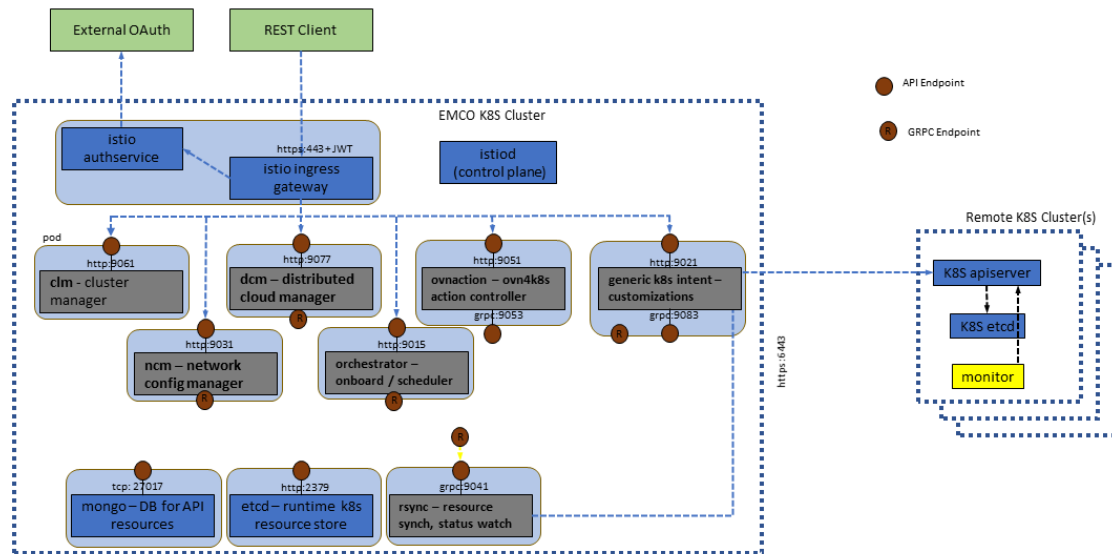 External OAuth
REST Client
API Endpoint
EMCO K8S Cluster
R
GRPC Endpoint
istio
authservice
https:443+JWT
istio ingress
gateway
istiod
(control plane)
Remote K8S Cluster(s)
pod
http:9061
clm - cluster
manager
http:9077
dcm – distributed
cloud manager
R
http:9051
ovnaction – ovn4k8s
action controller
grpc:9053
http:9021
generic k8s intent –
customizations
grpc:9083
R
K8S apiserver
K8S etcd
monitor
https:6443
http:9031
ncm – network
config manager
R
http:9015
orchestrator –
onboard / scheduler
R
R
tcp: 27017
mongo – DB for API
resources
http:2379
etcd – runtime k8s
resource store
grpc:9041
rsync – resource
synch, status watch